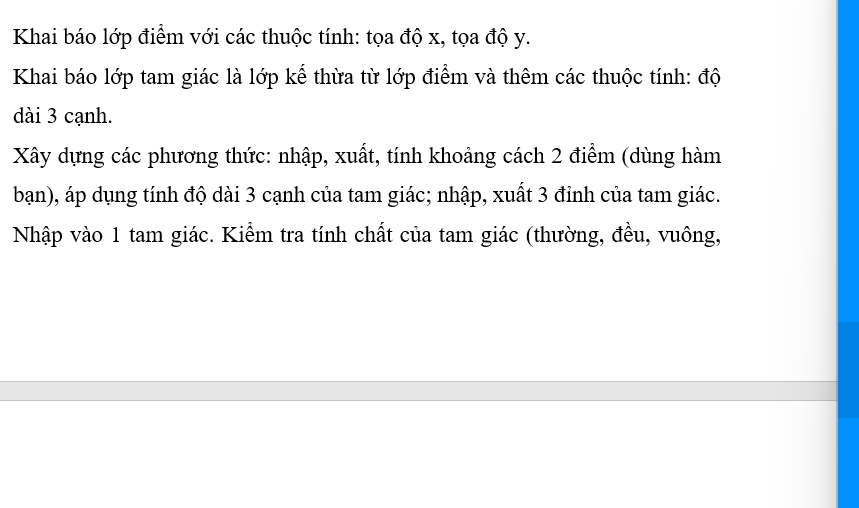 Khai báo lớp điểm với các thuộc tính: tọa độ x, tọa độ y.
Khai báo lớp tam giác là lớp kế thừa từ lớp điểm và thêm các thuộc tính: độ
dài 3 cạnh.
Xây dựng các phương thức: nhập, xuất, tính khoảng cách 2 điểm (dùng hàm
bạn), áp dụng tính độ dài 3 cạnh của tam giác; nhập, xuất 3 đỉnh của tam giác.
Nhập vào 1 tam giác. Kiểm tra tính chất của tam giác (thường, đều, vuông,